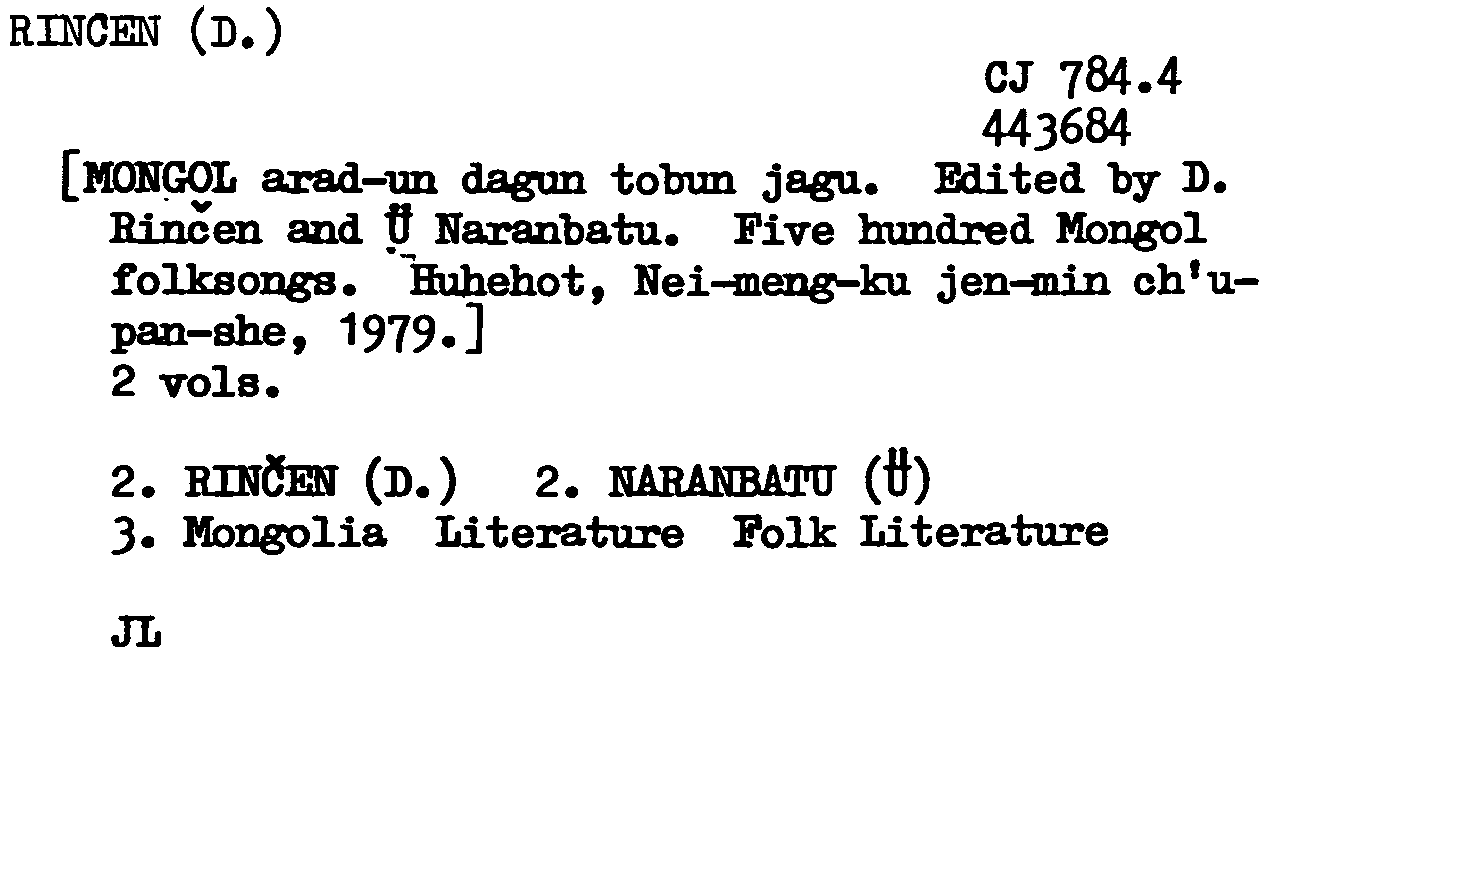 RINCEN (D.)
CJ 784.4
443684
[MONGOL arad-un dagun tobun jagu. Edited by D.
Rinčen and Ü Naranbatu. Five hundred Mongol
folksongs. Huhehot, Nei-meng-ku jen-min ch'u-
pan-she, 1979.]
2 vols.
2. RINČEN (D.) 2. NARANBATU (Ü)
3. Mongolia Literature Folk Literature
JL